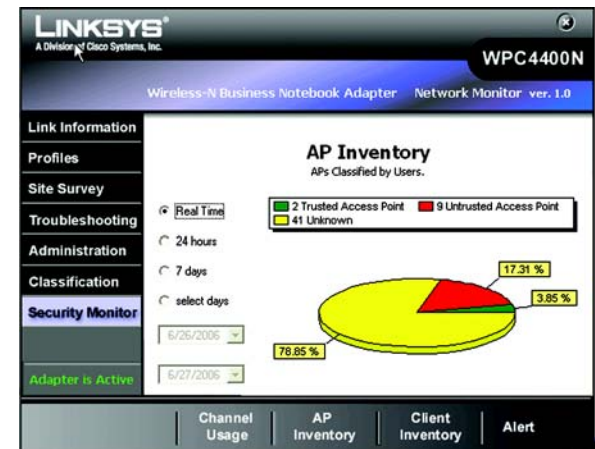 LINKSYS®
A Division of Cisco Systems, Inc.
WPC4400N
Wireless-N Business Notebook Adapter Network Monitor ver. 1.0
Link Information
Profiles
Site Survey
Troubleshooting
Administration
Classification
Security Monitor
Adapter is Active
AP Inventory
APs Classified by Users.
Real Time
24 hours
7 days
select days
6/26/2006
6/27/2006
2 Trusted Access Point 9 Untrusted Access Point
41 Unknown
17.31 %
3.85 %
78.85 %
Channel Usage
AP Inventory
Client Inventory
Alert